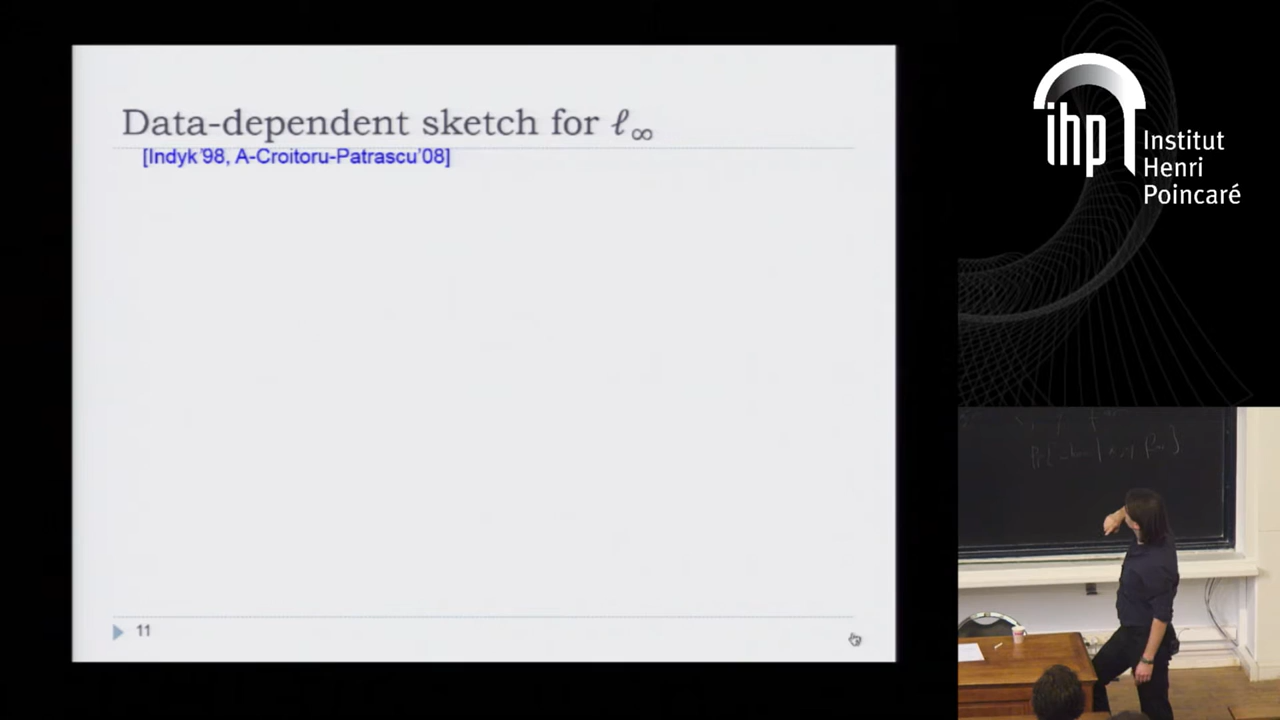 Data-dependent sketch for ℓ∞
[Indyk'98, A-Croitoru-Patrascu'08]
11
ihp
Institut
Henri
Poincaré